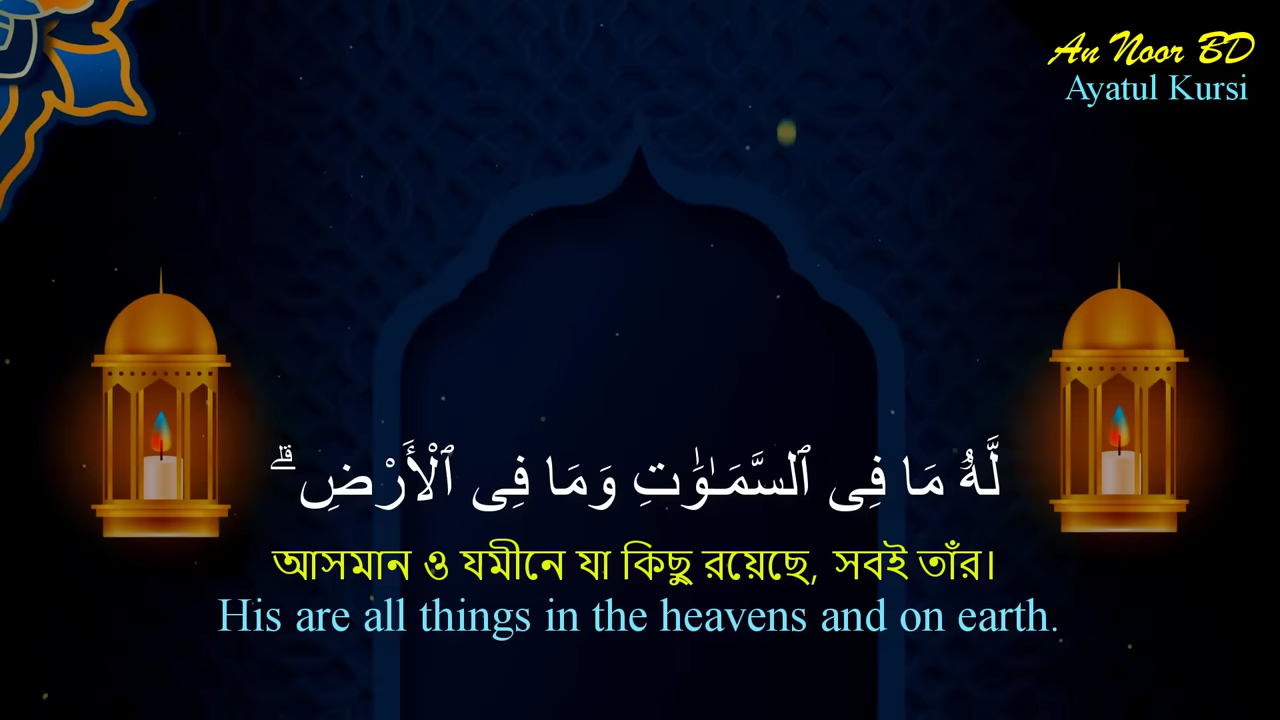 An Noor BD
Ayatul Kursi
لَّهُۥ مَا فِى ٱلسَّمَـٰوَٰتِ وَمَا فِى ٱلْأَرْضِ ۗ
আসমান ও যমীনে যা কিছু রয়েছে, সবই তাঁর।
His are all things in the heavens and on earth.